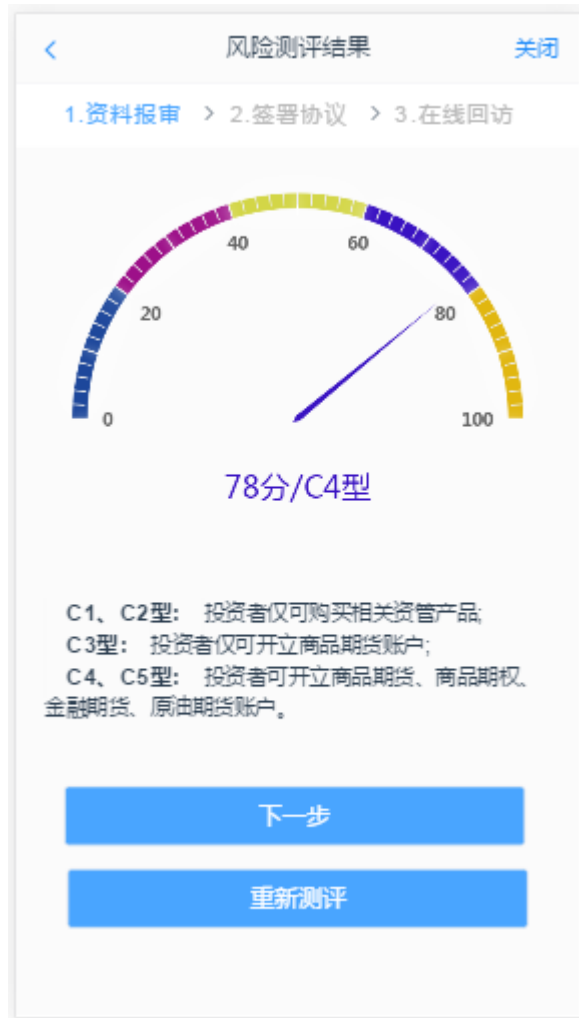 风险测评结果 关闭
1.资料报审 > 2.签署协议 > 3.在线回访
40 60
20 80
0 100
78分/C4型
C1、C2型: 投资者仅可购买相关资管产品;
C3型: 投资者仅可开立商品期货账户;
C4、C5型: 投资者可开立商品期货、商品期权、
金融期货、原油期货账户。
下一步
重新测评